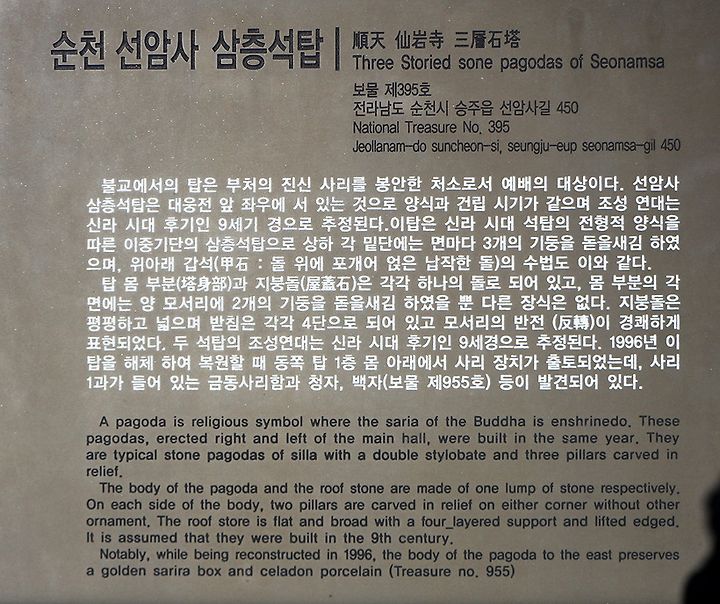 순천 선암사 삼층석탑
順天 仙岩寺 三層石塔
Three Storied sone pagodas of Seonamsa
보물 제395호
전라남도 순천시 승주읍 선암사길 450
National Treasure No. 395
Jeollanam-do suncheon-si, seungju-eup seonamsa-gil 450
불교에서의 탑은 부처의 진신 사리를 봉안한 처소로서 예배의 대상이다. 선암사
삼층석탑은 대웅전 앞 좌우에 서 있는 것으로 양식과 건립 시기가 같으며 조성 연대는
신라 시대 후기인 9세기 경으로 추정된다.이탑은 신라 시대 석탑의 전형적 양식을
따른 이중기단의 삼층석탑으로 상하 각 밑단에는 면마다 3개의 기둥을 돋을새김 하였
으며, 위아래 갑석(甲石 : 돌 위에 포개어 얹은 납작한 돌)의 수법도 이와 같다.
탑 몸 부분(塔身部)과 지붕돌(屋蓋石)은 각각 하나의 돌로 되어 있고, 몸 부분의 각
면에는 양 모서리에 2개의 기둥을 돋을새김 하였을 뿐 다른 장식은 없다. 지붕돌은
평평하고 넓으며 받침은 각각 4단으로 되어 있고 모서리의 반전 (反轉)이 경쾌하게
표현되었다. 두 석탑의 조성연대는 신라 시대 후기인 9세경으로 추정된다. 1996년 이
탑을 해체 하여 복원할 때 동쪽 탑 1층 몸 아래에서 사리 장치가 출토되었는데, 사리
1과가 들어 있는 금동사리함과 청자, 백자(보물 제955호) 등이 발견되어 있다.
A pagoda is religious symbol where the saria of the Buddha is enshrinedo. These
pagodas, erected right and left of the main hall, were built in the same year. They
are typical stone pagodas of silla with a double stylobate and three pillars carved in
relief.
The body of the pagoda and the roof stone are made of one lump of stone respectively.
On each side of the body, two pillars are carved in relief on either corner without other
ornament. The roof store is flat and broad with a four_layered support and lifted edged.
It is assumed that they were built in the 9th century.
Notably, while being reconstructed in 1996, the body of the pagoda to the east preserves
a golden sarira box and celadon porcelain (Treasure no. 955)